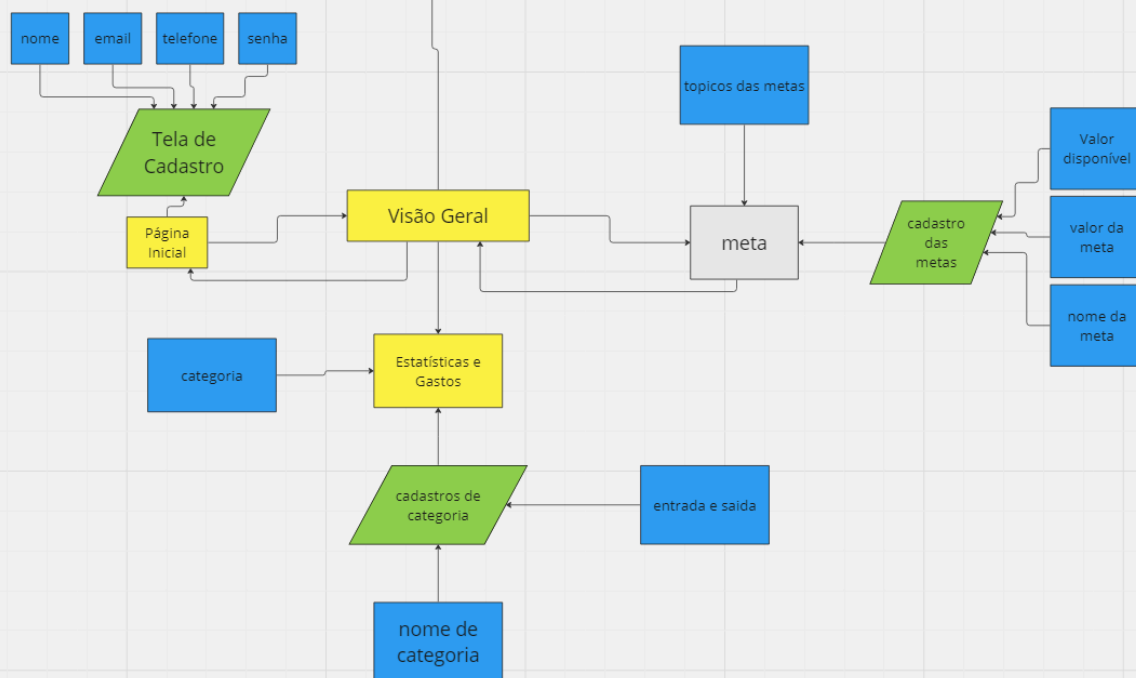 nome
email
telefone
senha
Tela de
Cadastro
Página
Inicial
Visão Geral
topicos das metas
meta
cadastro
das
metas
Valor
disponível
valor da
meta
nome da
meta
categoria
Estatísticas e
Gastos
cadastros de
categoria
entrada e saida
nome de
categoria